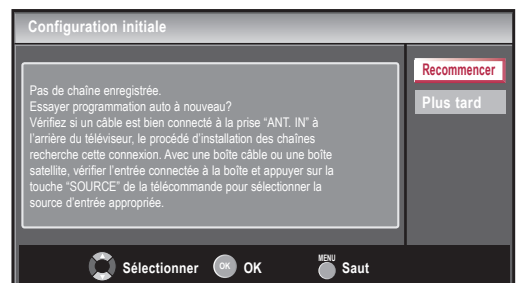 Configuration initiale
Pas de chaîne enregistrée.
Essayer programmation auto à nouveau?
Vérifiez si un câble est bien connecté à la prise “ANT. IN” à
l’arrière du téléviseur, le procédé d’installation des chaînes
recherche cette connexion. Avec une boîte câble ou une boîte
satellite, vérifier l’entrée connectée à la boîte et appuyer sur la
touche “SOURCE” de la télécommande pour sélectionner la
source d’entrée appropriée.
Recommencer
Plus tard
Sélectionner OK OK MENU Saut